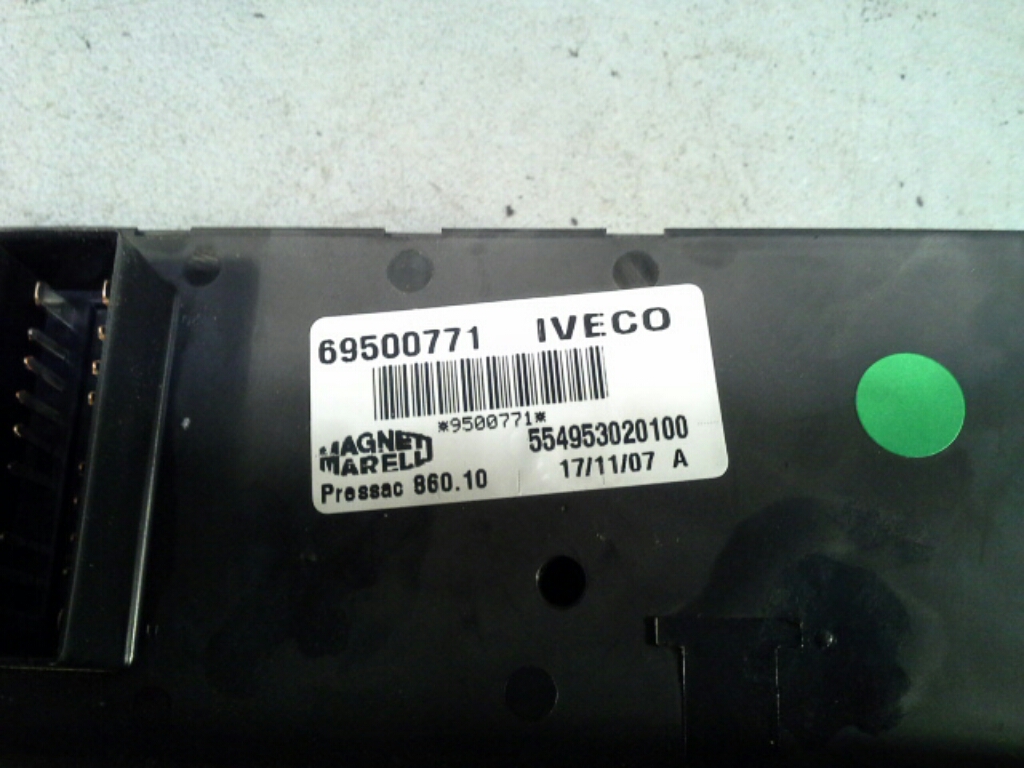 69500771 IVECO
*9500771*
MAGNETI
MARELLI
554953020100
Pressac 860.10
17/11/07 A